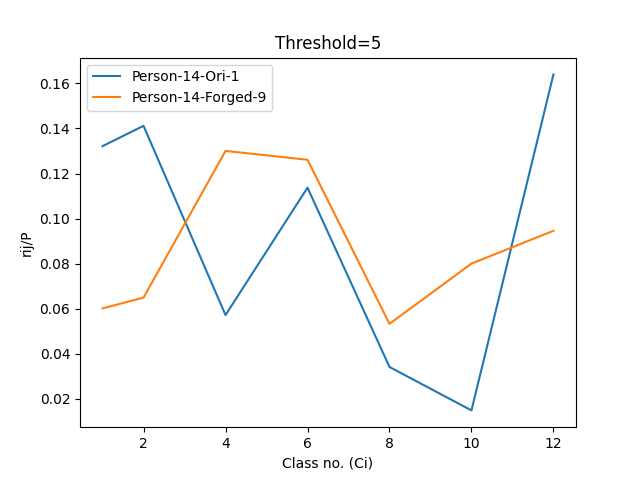 Threshold=5
Person-14-Ori-1
Person-14-Forged-9
0.16
0.14
0.12
0.10
0.08
0.06
0.04
0.02
rij/P
2 4 6 8 10 12
Class no. (Ci)